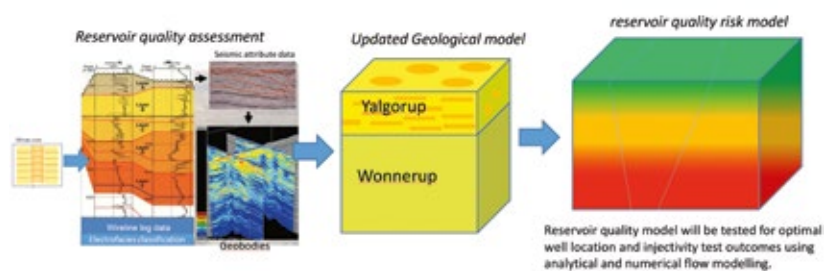 Reservoir quality assessment
Seismic attribute data
Wireline log data
Electrofacies classification
Geobodies
Updated Geological model
Yalgorup
Wonnerup
reservoir quality risk model
Reservoir quality model will be tested for optimal
well location and injectivity test outcomes using
analytical and numerical flow modelling.